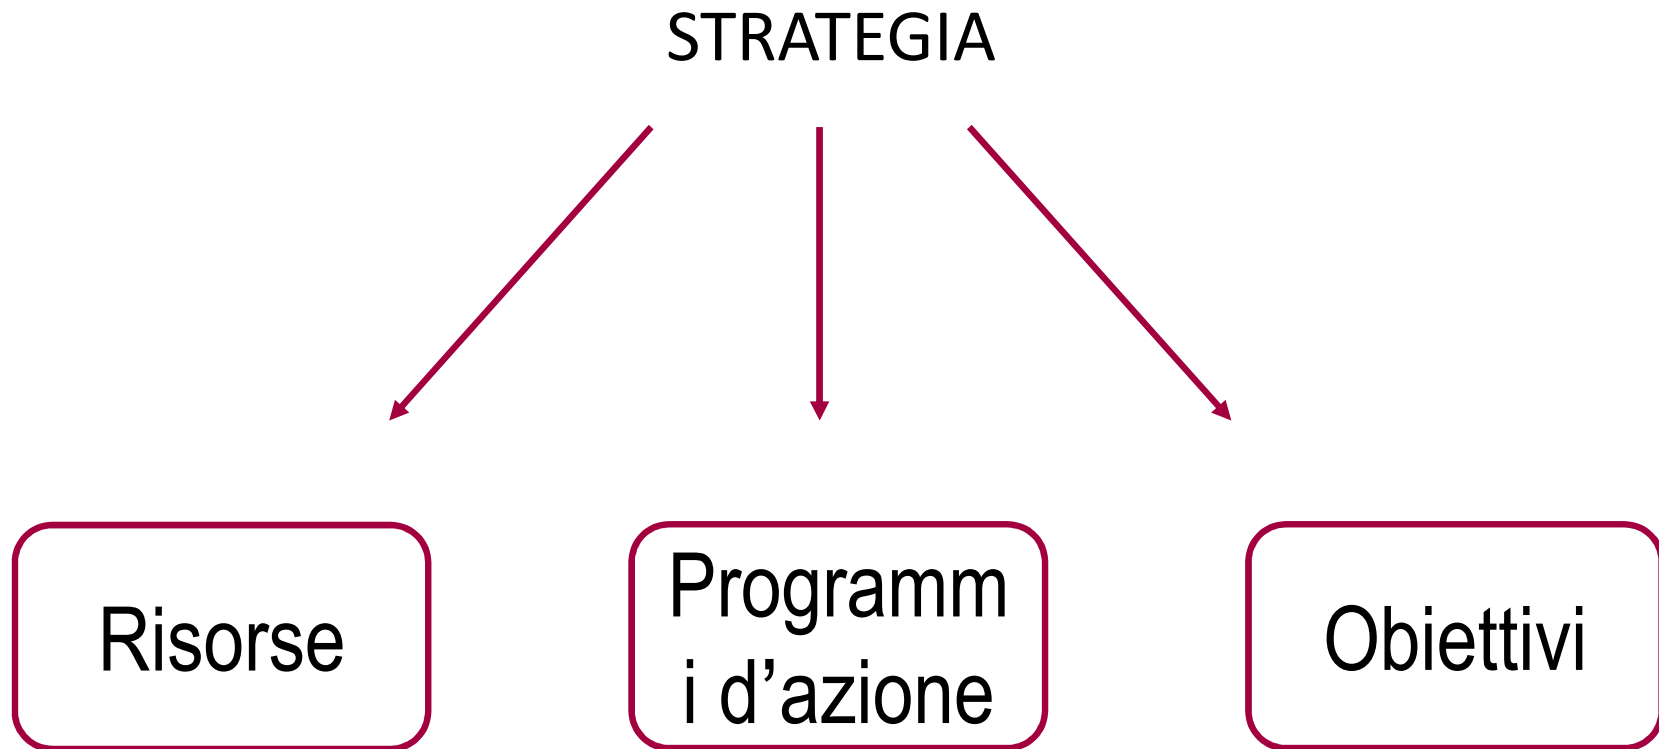 STRATEGIA
Risorse
Programm
i d’azione
Obiettivi